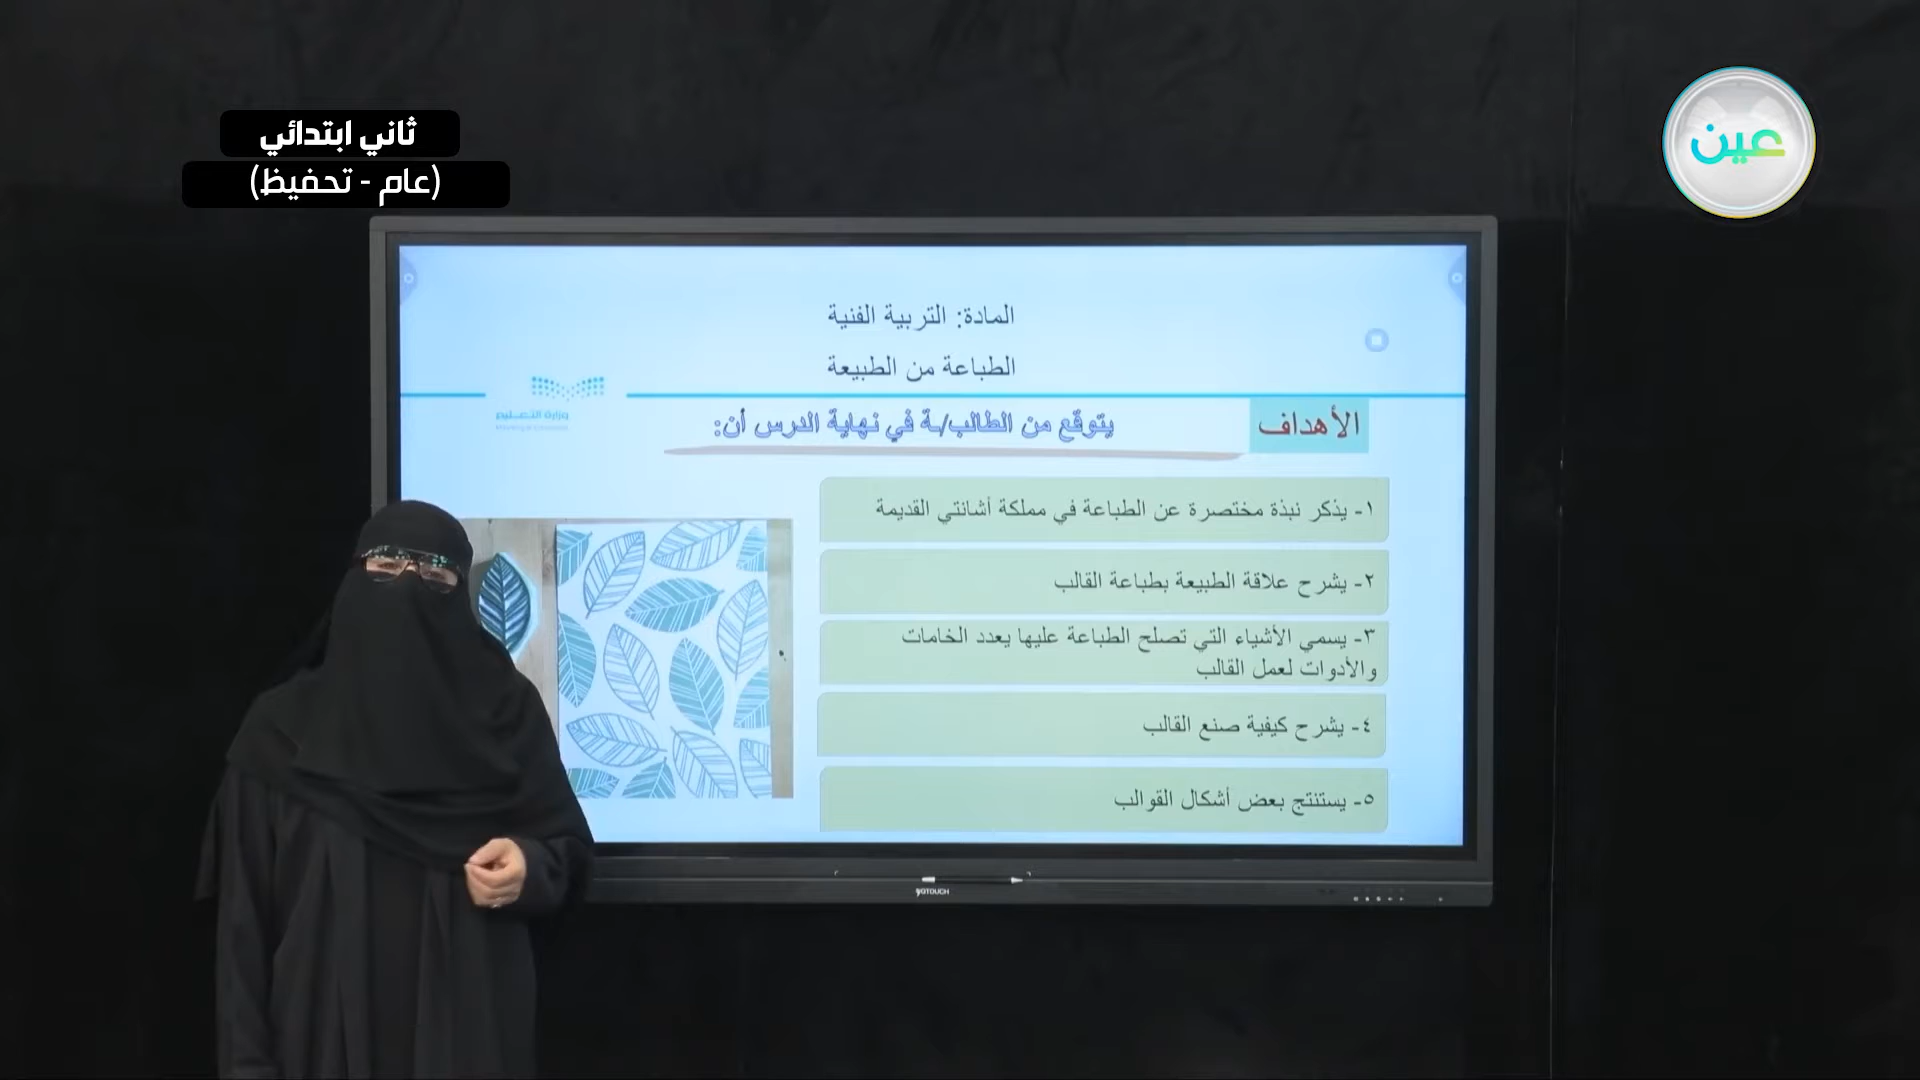 ثاني ابتدائي
(عام - تحفيظ)
عين
المادة: التربية الفنية
الطباعة من الطبيعة
وزارة التعليم
الأهداف
يتوقع من الطالب/ـة في نهاية الدرس أن:
١- يذكر نبذة مختصرة عن الطباعة في مملكة أشانتي القديمة
٢- يشرح علاقة الطبيعة بطباعة القالب
٣- يسمي الأشياء التي تصلح الطباعة عليها يعدد الخامات
والأدوات لعمل القالب
٤- يشرح كيفية صنع القالب
٥- يستنتج بعض أشكال القوالب